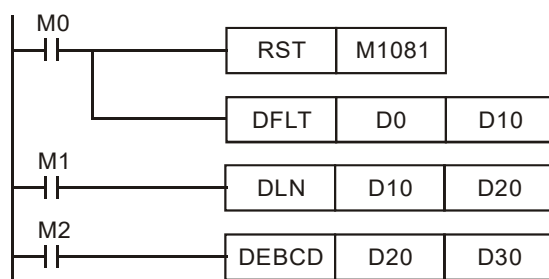 M0
RST M1081
DFLT D0 D10
M1
DLN D10 D20
M2
DEBCD D20 D30